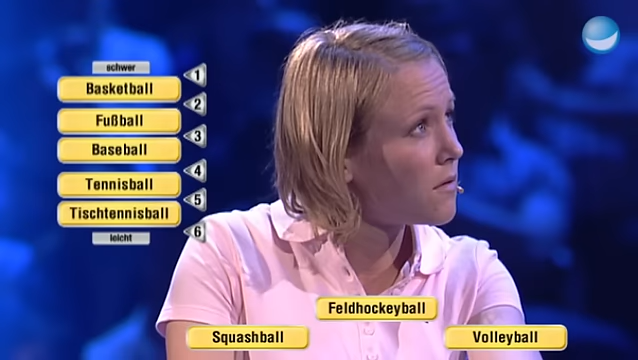 schwer
1
Basketball
2
Fußball
3
Baseball
4
Tennisball
5
Tischtennisball
6
leicht
Feldhockeyball
Squashball
Volleyball